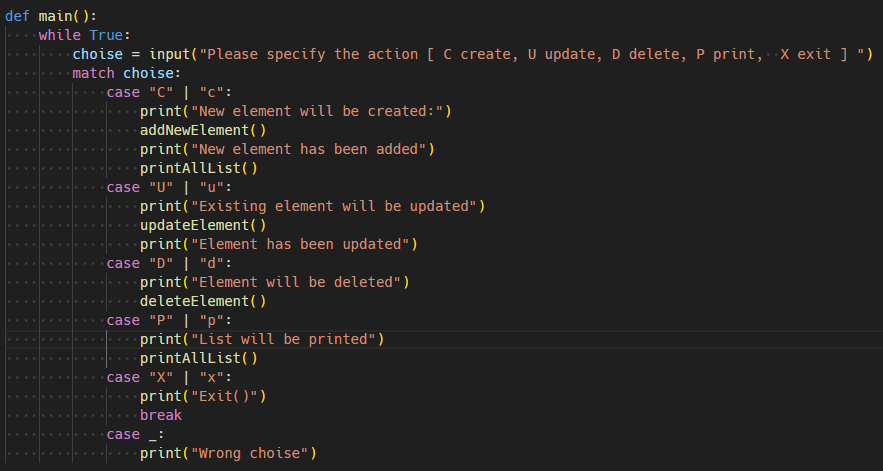 def main():
    while True:
        choise = input("Please specify the action [ C create, U update, D delete, P print,  X exit ] ")
        match choise:
            case "C" | "c":
                print("New element will be created:")
                addNewElement()
                print("New element has been added")
                printAllList()
            case "U" | "u":
                print("Existing element will be updated")
                updateElement()
                print("Element has been updated")
            case "D" | "d":
                print("Element will be deleted")
                deleteElement()
            case "P" | "p":
                print("List will be printed")
                printAllList()
            case "X" | "x":
                print("Exit()")
                break
            case _:
                print("Wrong choise")